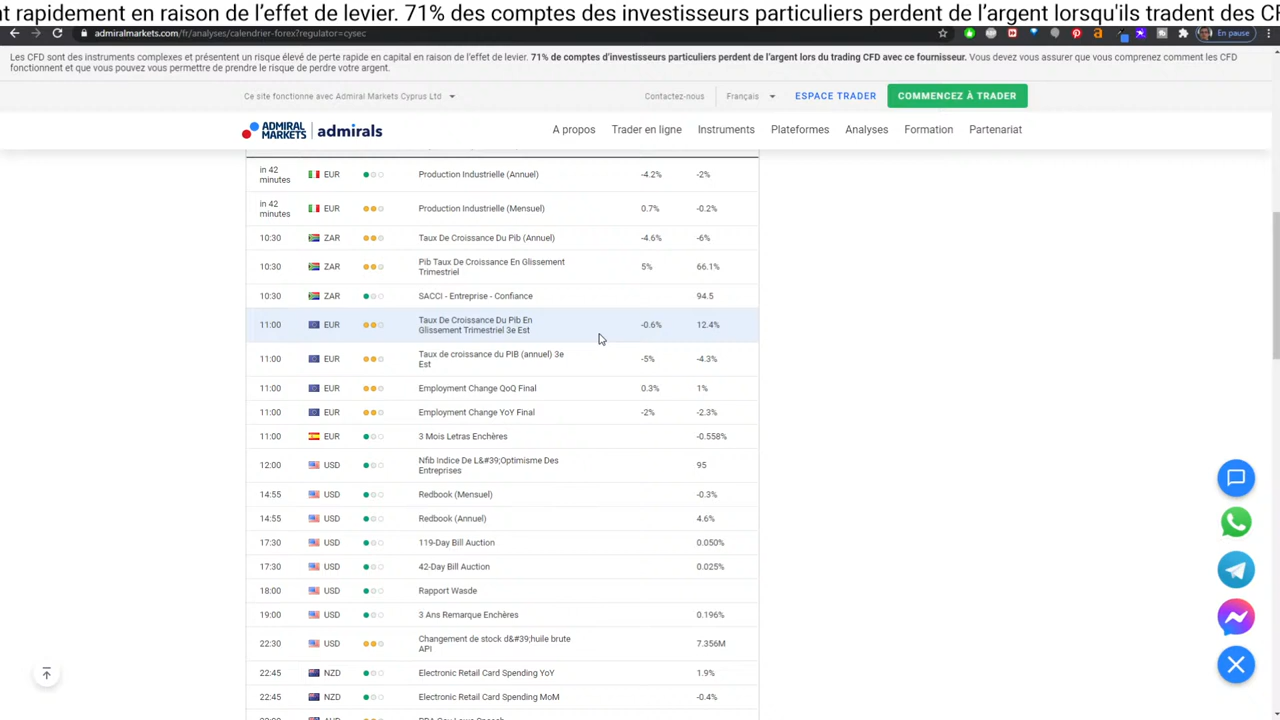 t rapidement en raison de l’effet de levier. 71% des comptes des investisseurs particuliers perdent de l’argent lorsqu'ils tradent des CF
admiralmarkets.com/fr/analyses/calendrier-forex?regulator=cysec
En pause
Les CFD sont des instruments complexes et présentent un risque élevé de perte rapide en capital en raison de l'effet de levier. 71% de comptes d'investisseurs particuliers perdent de l'argent lors du trading CFD avec ce fournisseur. Vous devez vous assurer que vous comprenez comment les CFD
fonctionnent et que vous pouvez vous permettre de prendre le risque de perdre votre argent.
Ce site fonctionne avec Admiral Markets Cyprus Ltd
Contactez-nous
Français
ESPACE TRADER
COMMENCEZ À TRADER
ADMIRAL MARKETS
admirals
A propos
Trader en ligne
Instruments
Plateformes
Analyses
Formation
Partenariat
in 42 minutes EUR Production Industrielle (Annuel) -4.2% -2%
in 42 minutes EUR Production Industrielle (Mensuel) 0.7% -0.2%
10:30 ZAR Taux De Croissance Du Pib (Annuel) -4.6% -6%
10:30 ZAR Pib Taux De Croissance En Glissement Trimestriel 5% 66.1%
10:30 ZAR SACCI - Entreprise - Confiance 94.5
11:00 EUR Taux De Croissance Du Pib En Glissement Trimestriel 3e Est -0.6% 12.4%
11:00 EUR Taux de croissance du PIB (annuel) 3e Est -5% -4.3%
11:00 EUR Employment Change QoQ Final 0.3% 1%
11:00 EUR Employment Change YoY Final -2% -2.3%
11:00 EUR 3 Mois Letras Enchères -0.558%
12:00 USD Nfib Indice De L&#39;Optimisme Des Entreprises 95
14:55 USD Redbook (Mensuel) -0.3%
14:55 USD Redbook (Annuel) 4.6%
17:30 USD 119-Day Bill Auction 0.050%
17:30 USD 42-Day Bill Auction 0.025%
18:00 USD Rapport Wasde
19:00 USD 3 Ans Remarque Enchères 0.196%
22:30 USD Changement de stock d&#39;huile brute API 7.356M
22:45 NZD Electronic Retail Card Spending YoY 1.9%
22:45 NZD Electronic Retail Card Spending MoM -0.4%